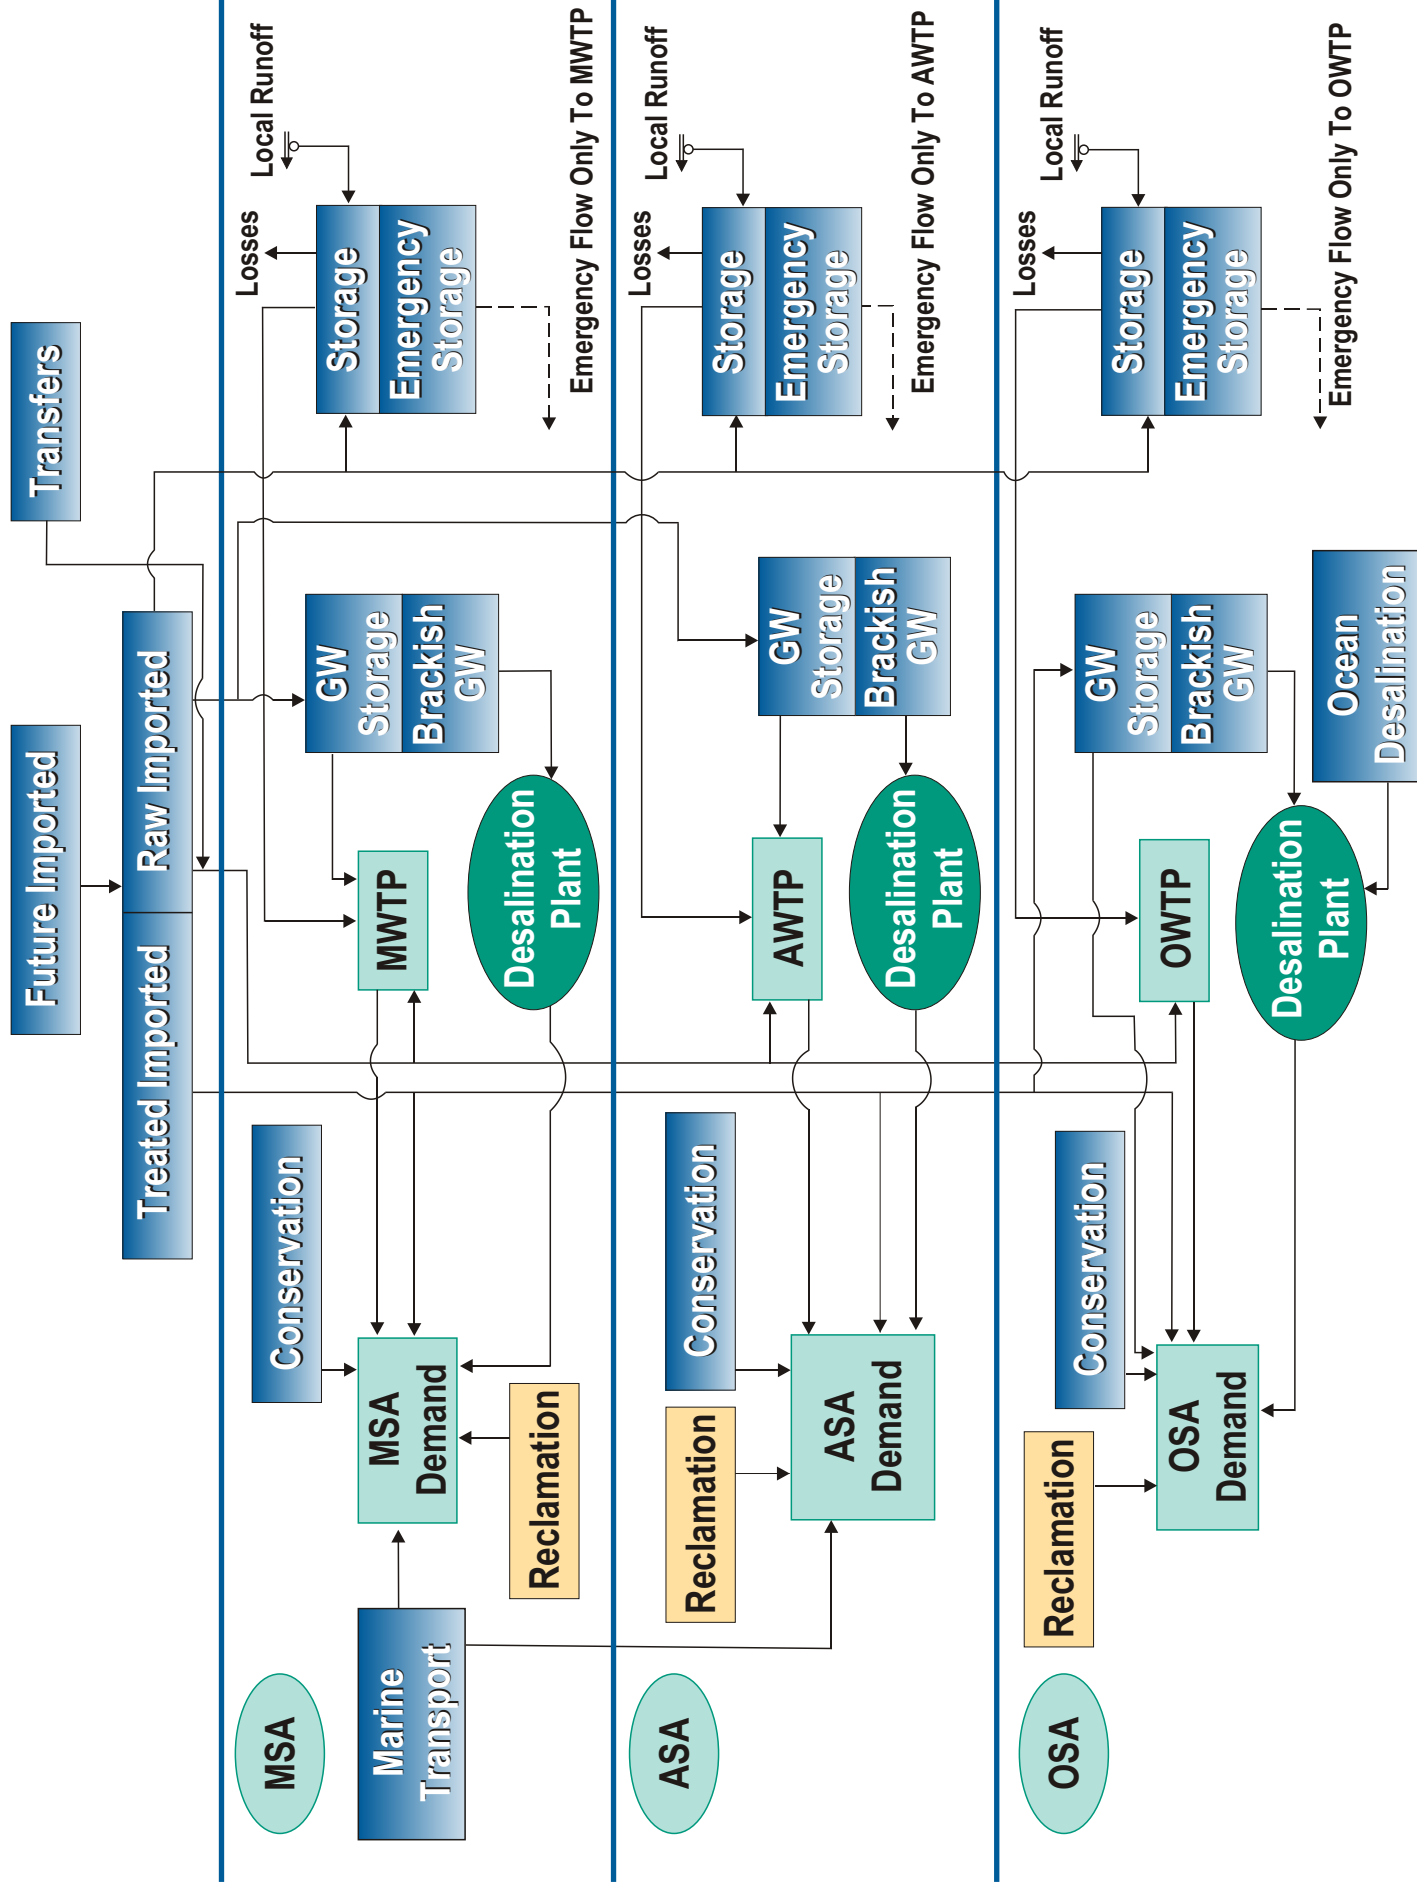 Future Imported
Transfers
Treated Imported
Raw Imported
MSA
Marine
Transport
Conservation
MSA
Demand
Reclamation
MWTP
Desalination
Plant
GW
Storage
Brackish
GW
Losses
Local Runoff
Storage
Emergency
Storage
Emergency Flow Only To MWTP
ASA
Reclamation
Conservation
ASA
Demand
AWTP
Desalination
Plant
GW
Storage
Brackish
GW
Losses
Local Runoff
Storage
Emergency
Storage
Emergency Flow Only To AWTP
OSA
Reclamation
Conservation
OSA
Demand
OWTP
Desalination
Plant
GW
Storage
Brackish
GW
Ocean
Desalination
Losses
Local Runoff
Storage
Emergency
Storage
Emergency Flow Only To OWTP